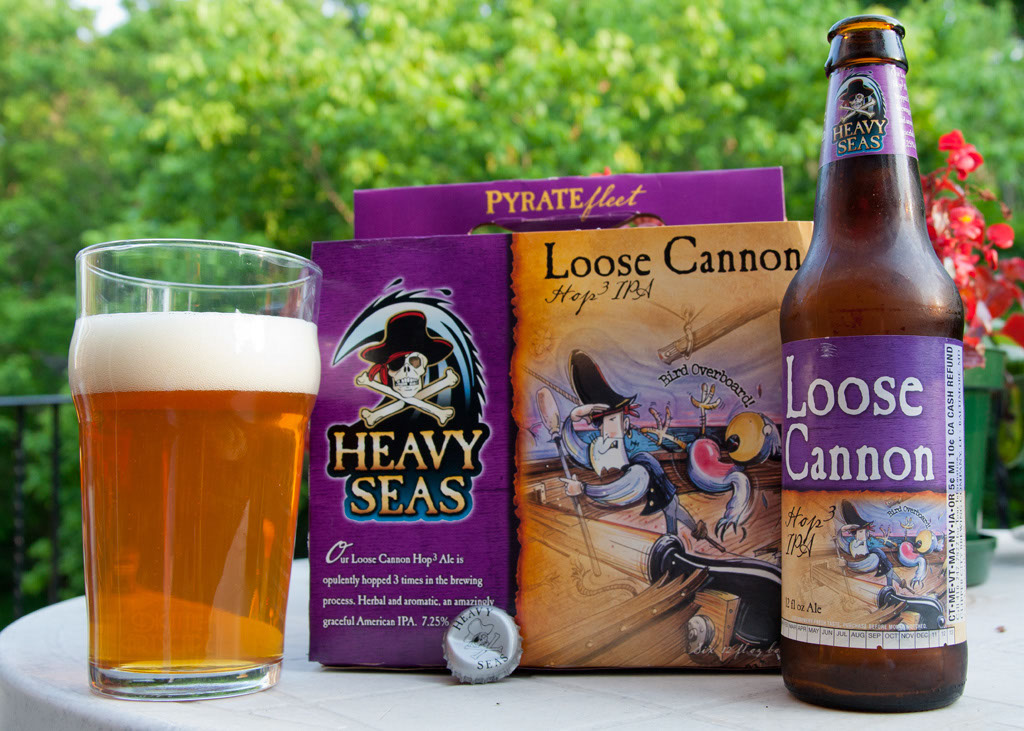 PYRATEfleet
Loose Cannon
Hop³ IPA
Bird Overboard!
HEAVY
SEAS
Our Loose Cannon Hop³ Ale is
opulently hopped 3 times in the brewing
process. Herbal and aromatic, an amazingly
graceful American IPA. 7.25%
HEAVY
SEAS
HEAVY
SEAS
Loose
Cannon
Hop³
IPA
Bird Overboard!
12 fl oz Ale
APR MAY JUN JUL AUG SEP OCT NOV DEC
CT•ME•VT•MA•NY•IA•OR 5¢ MI 10¢ CA CASH REFUND